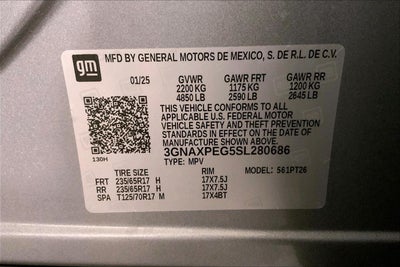 gm
MFD BY GENERAL MOTORS DE MEXICO, S. DE R.L. DE C.V.
01/25 GVWR GAWR FRT GAWR RR
2200 KG 1175 KG 1200 KG
4850 LB 2590 LB 2645 LB
THIS VEHICLE CONFORMS TO ALL
APPLICABLE U.S. FEDERAL MOTOR
VEHICLE SAFETY AND THEFT PREVENTION
STANDARDS IN EFFECT ON THE DATE OF
MANUFACTURE SHOWN ABOVE.
3GNAXPEG5SL280686
130H TYPE: MPV
TIRE SIZE RIM MODEL: 561PT26
FRT 235/65R17 H 17X7.5J
RR 235/65R17 H 17X7.5J
SPA T125/70R17 M 17X4BT